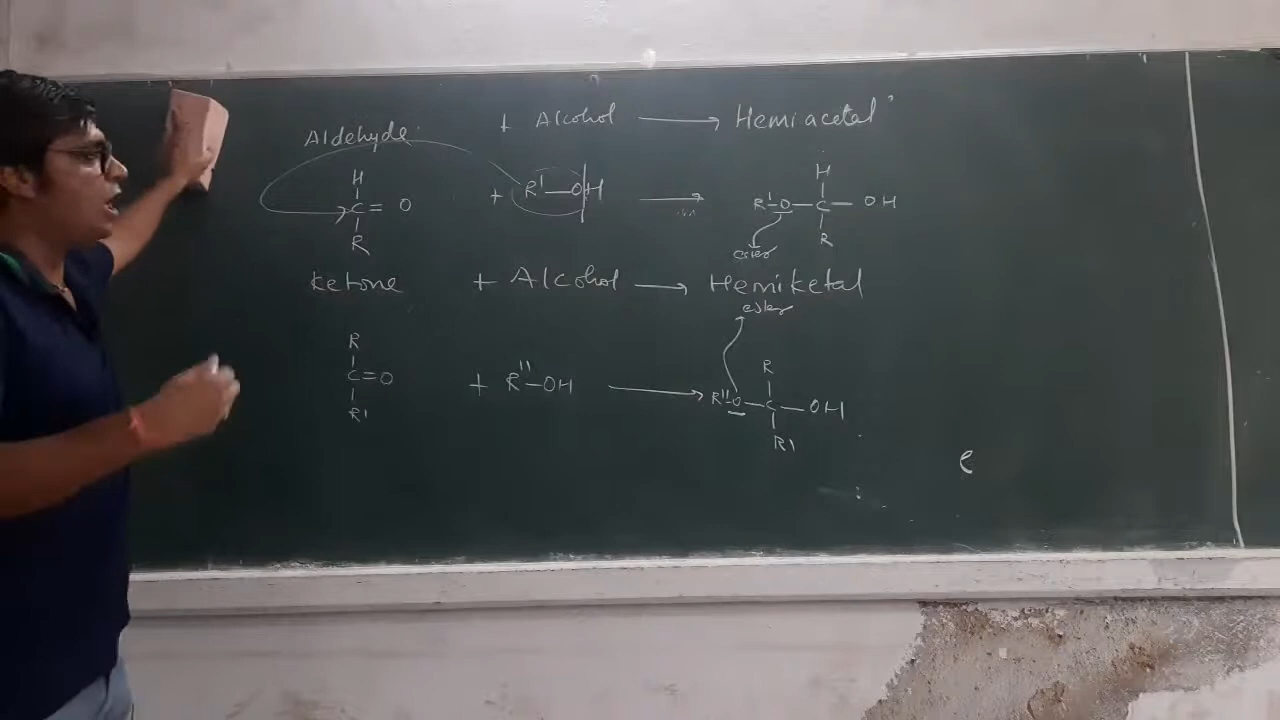 Aldehyde + Alcohol → Hemiacetal
H H
C = O + R' — OH → R' — O — C — OH
R R
ester
Ketone + Alcohol → Hemiketal
ester
R R
C = O + R'' — OH → R'' — O — C — OH
R' R'
e